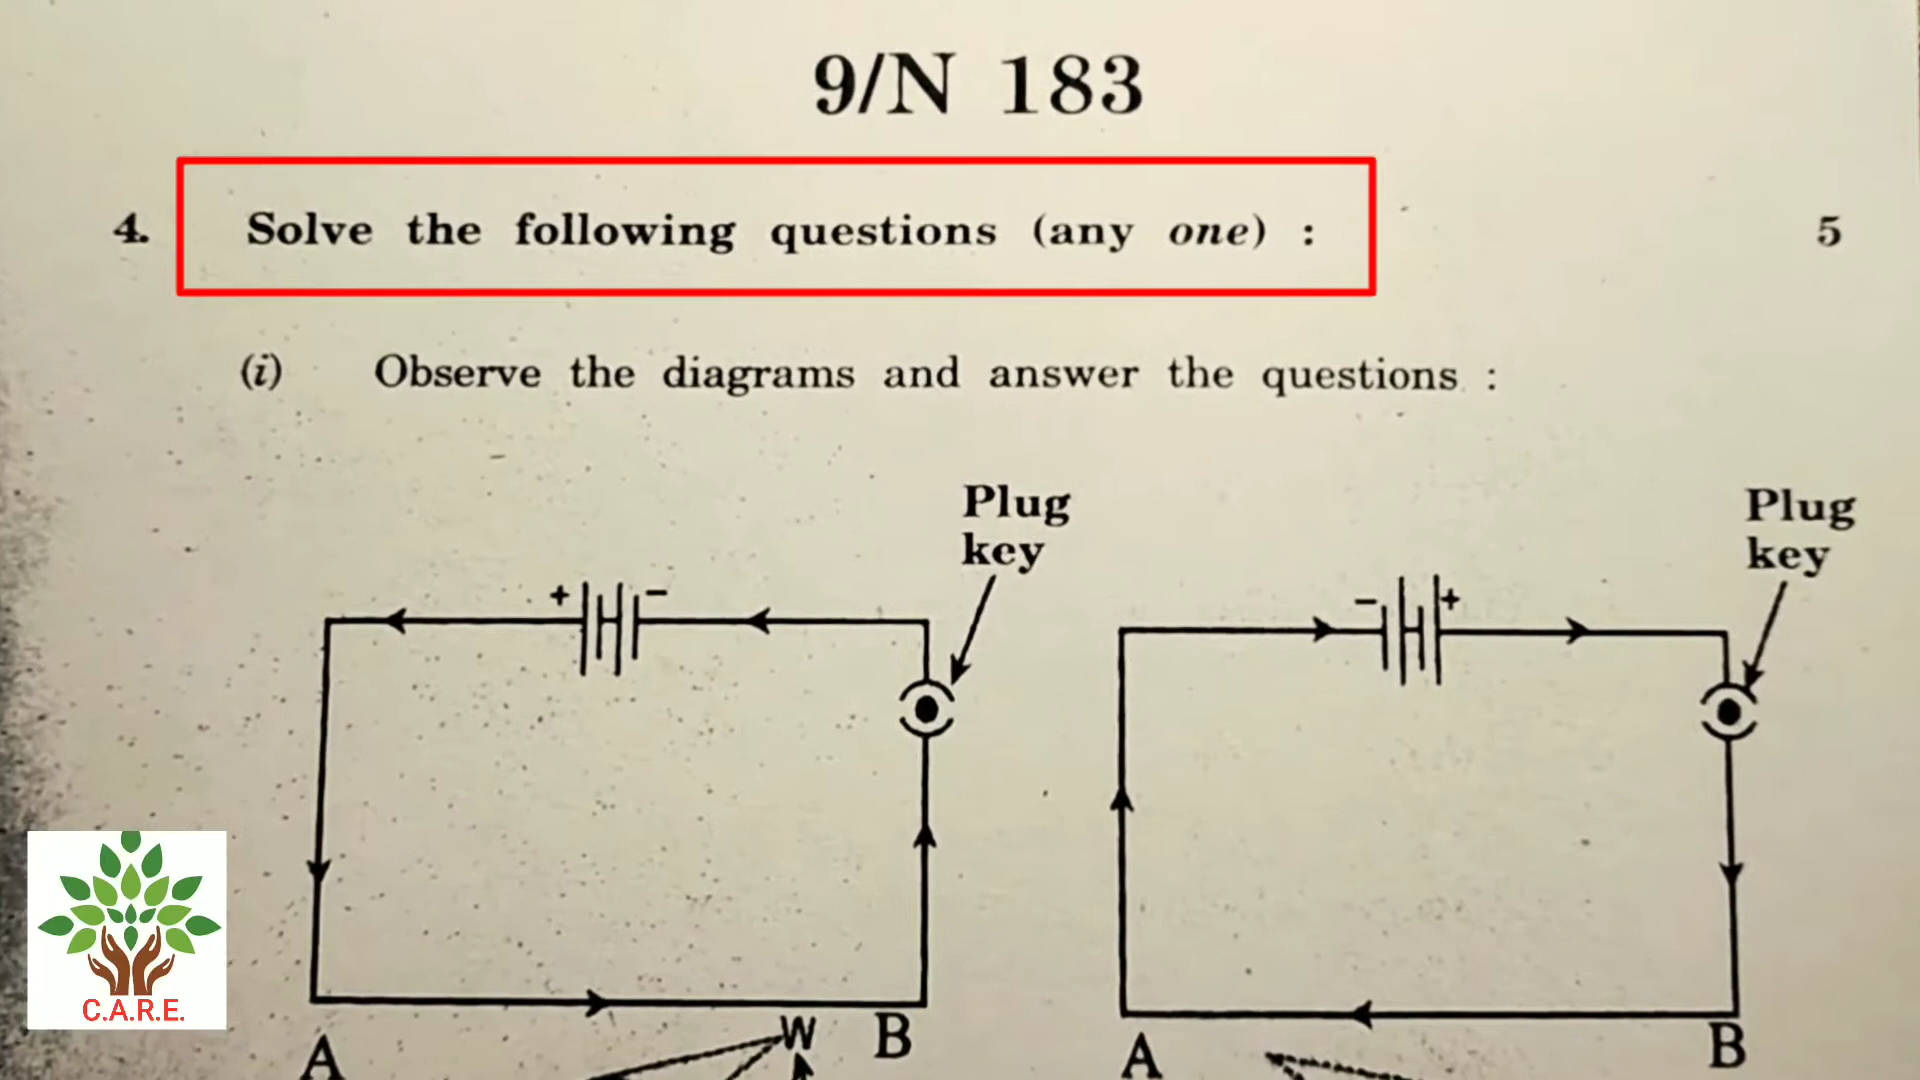 9/N 183
4. Solve the following questions (any one) : 5
(i) Observe the diagrams and answer the questions :
Plug
key
Plug
key
+ −
− +
W
A B
A B
C.A.R.E.